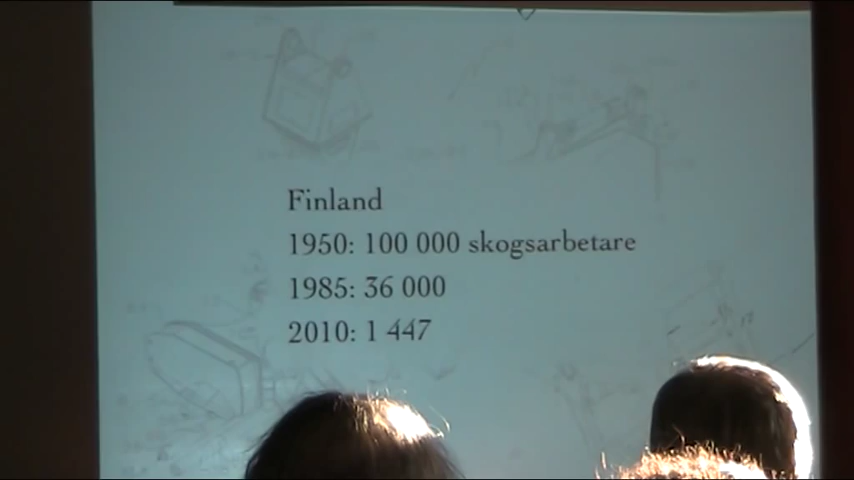 Finland
1950: 100 000 skogsarbetare
1985: 36 000
2010: 1 447